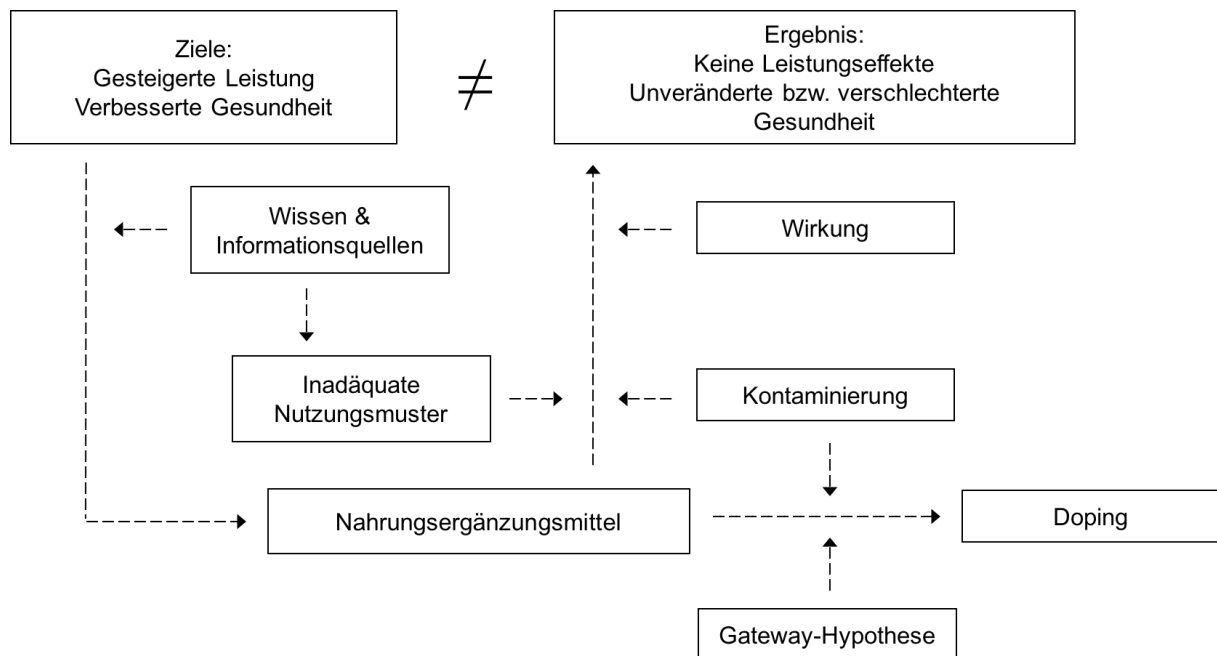 Ziele:
Gesteigerte Leistung
Verbesserte Gesundheit
≠
Ergebnis:
Keine Leistungseffekte
Unveränderte bzw. verschlechterte
Gesundheit
Wissen &
Informationsquellen
Wirkung
Inadäquate
Nutzungsmuster
Kontaminierung
Nahrungsergänzungsmittel
Doping
Gateway-Hypothese